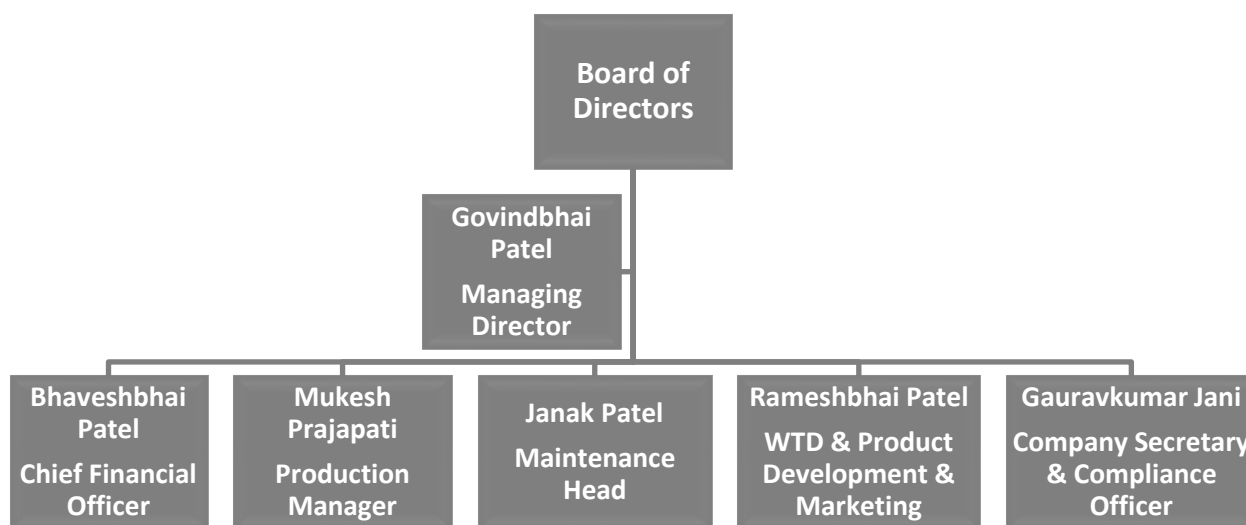 Board of
Directors
Govindbhai
Patel
Managing
Director
Bhaveshbhai
Patel
Chief Financial
Officer
Mukesh
Prajapati
Production
Manager
Janak Patel
Maintenance
Head
Rameshbhai Patel
WTD & Product
Development &
Marketing
Gauravkumar Jani
Company Secretary
& Compliance
Officer